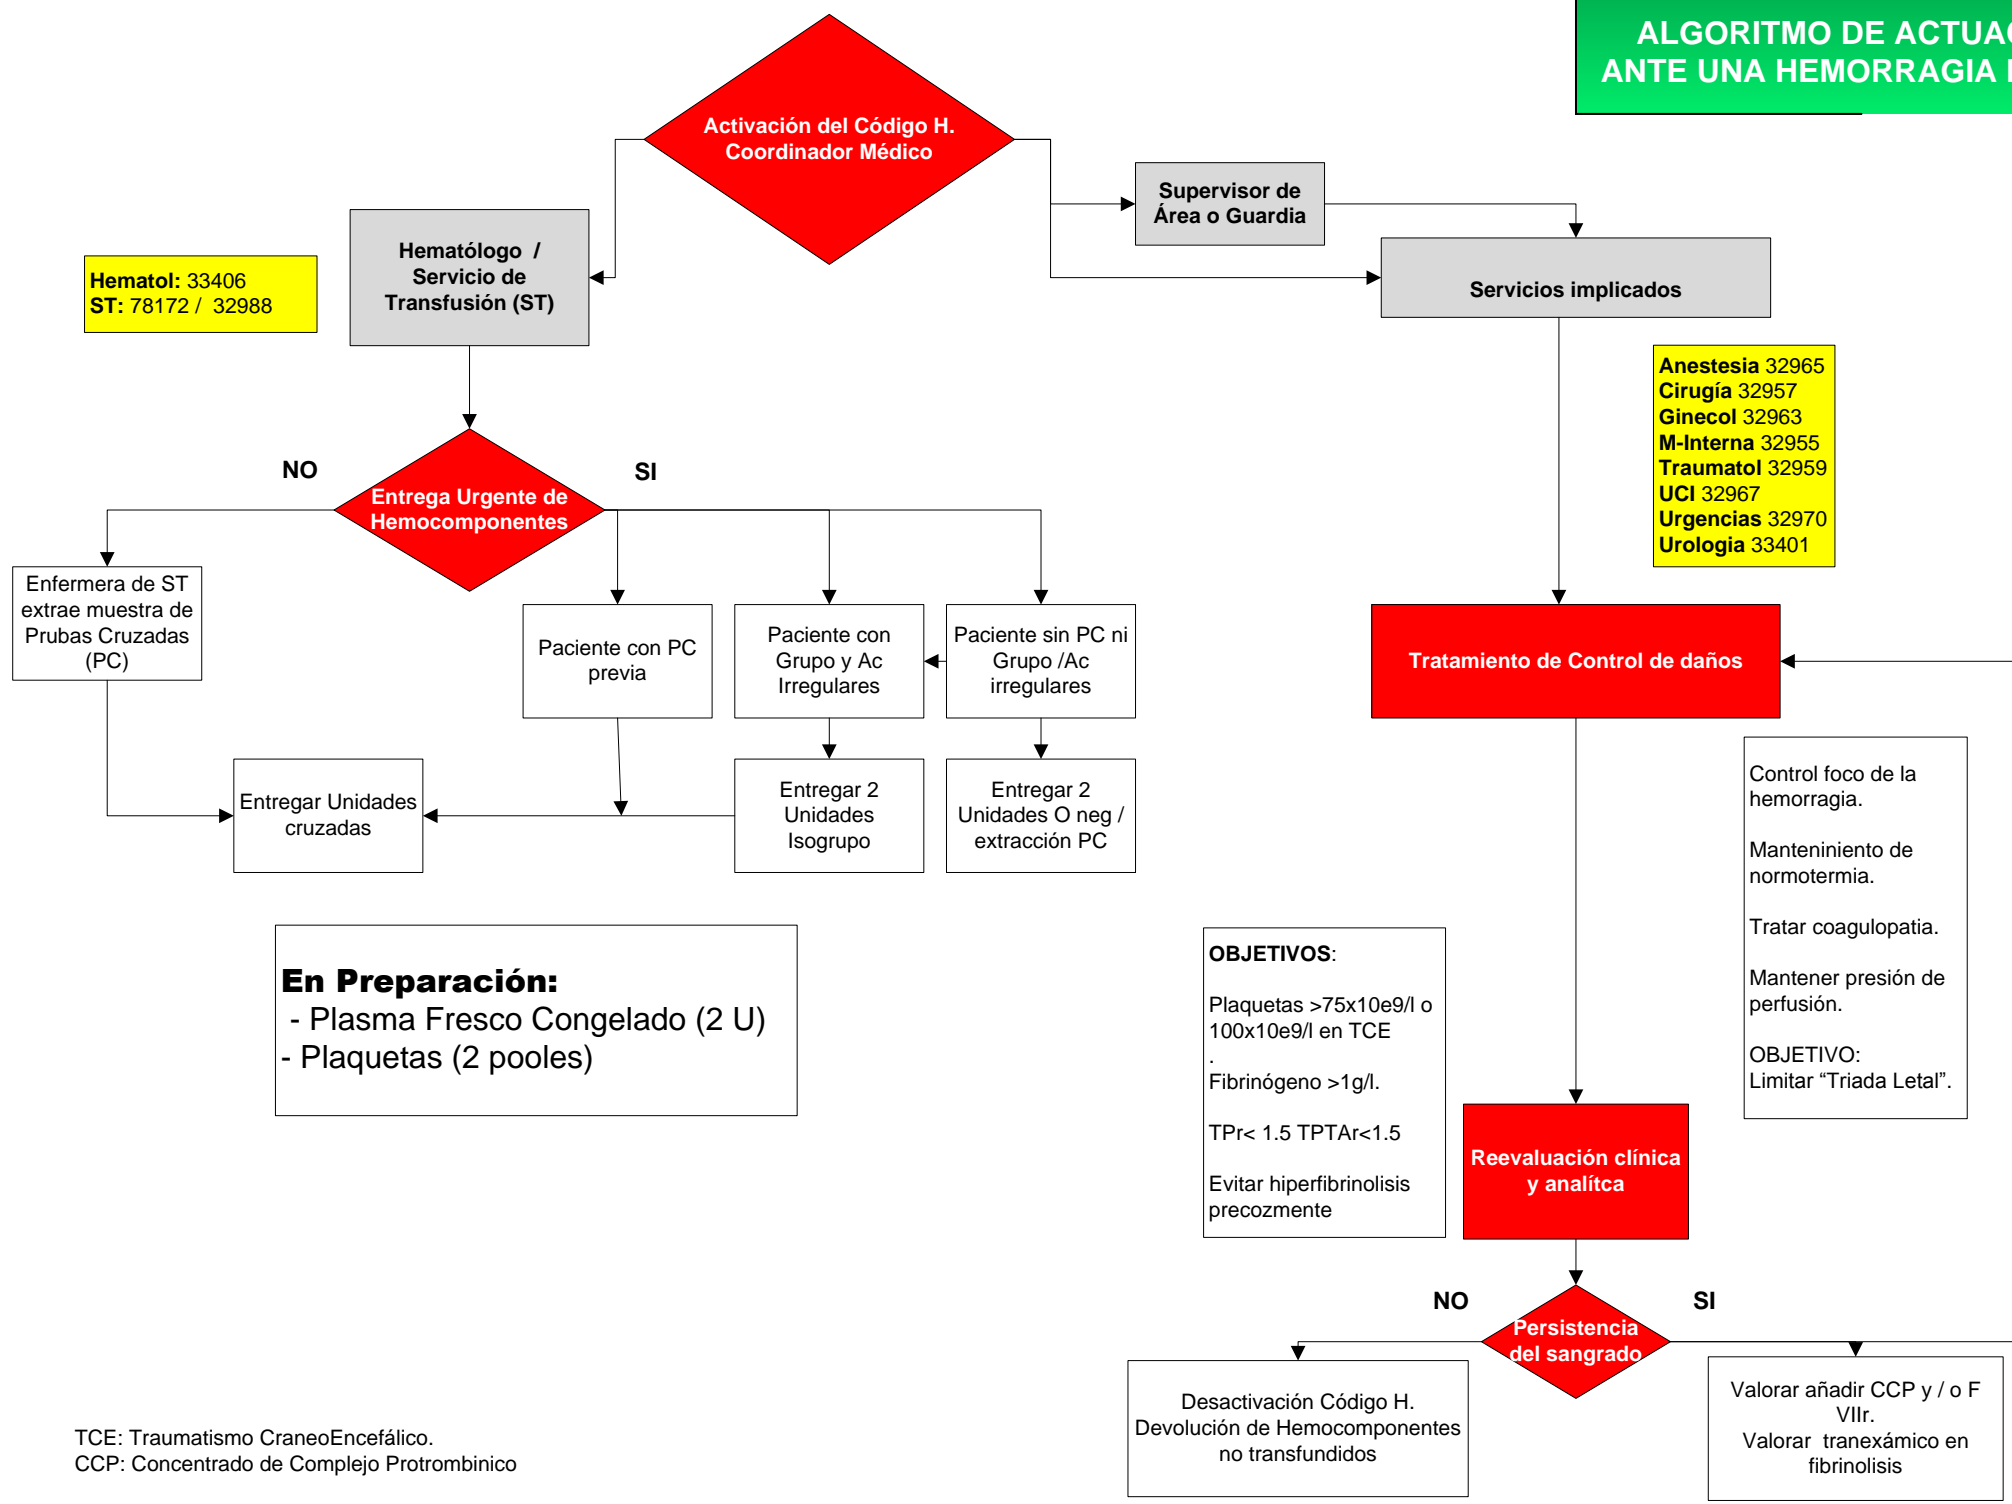 ALGORITMO DE ACTUAC
ANTE UNA HEMORRAGIA
Activación del Código H.
Coordinador Médico
Supervisor de
Área o Guardia
Hematólogo /
Servicio de
Transfusión (ST)
Servicios implicados
Hematol: 33406
ST: 78172 / 32988
Anestesia 32965
Cirugía 32957
Ginecol 32963
M-Interna 32955
Traumatol 32959
UCI 32967
Urgencias 32970
Urologia 33401
NO
SI
Entrega Urgente de
Hemocomponentes
Enfermera de ST
extrae muestra de
Prubas Cruzadas
(PC)
Paciente con PC
previa
Paciente con
Grupo y Ac
Irregulares
Paciente sin PC ni
Grupo /Ac
irregulares
Tratamiento de Control de daños
Entregar Unidades
cruzadas
Entregar 2
Unidades
Isogrupo
Entregar 2
Unidades O neg /
extracción PC
Control foco de la
hemorragia.
Manteniniento de
normotermia.
Tratar coagulopatia.
Mantener presión de
perfusión.
OBJETIVO:
Limitar “Triada Letal”.
En Preparación:
- Plasma Fresco Congelado (2 U)
- Plaquetas (2 pooles)
OBJETIVOS:
Plaquetas >75x10e9/l o
100x10e9/l en TCE
.
Fibrinógeno >1g/l.
TPr< 1.5 TPTAr<1.5
Evitar hiperfibrinolisis
precozmente
Reevaluación clínica
y analítca
NO
SI
Persistencia
del sangrado
Desactivación Código H.
Devolución de Hemocomponentes
no transfundidos
Valorar añadir CCP y / o F
VIIr.
Valorar tranexámico en
fibrinolisis
TCE: Traumatismo CraneoEncefálico.
CCP: Concentrado de Complejo Protrombinico